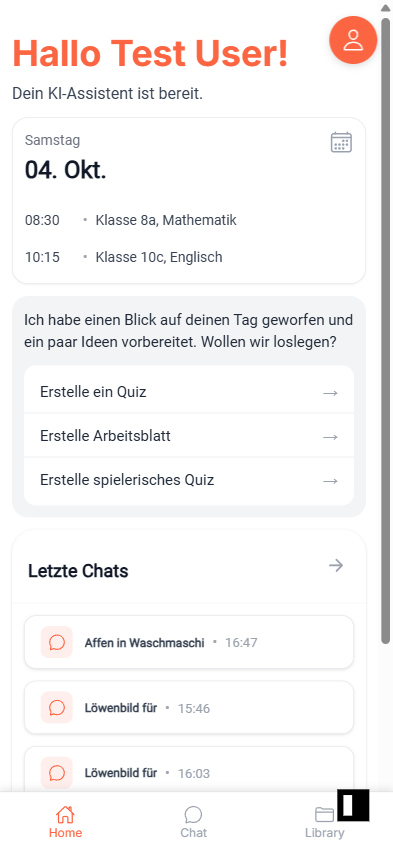 Hallo Test User!
Dein KI-Assistent ist bereit.
Samstag
04. Okt.
08:30 • Klasse 8a, Mathematik
10:15 • Klasse 10c, Englisch
Ich habe einen Blick auf deinen Tag geworfen und
ein paar Ideen vorbereitet. Wollen wir loslegen?
Erstelle ein Quiz →
Erstelle Arbeitsblatt →
Erstelle spielerisches Quiz →
Letzte Chats →
Affen in Waschmaschi • 16:47
Löwenbild für • 15:46
Löwenbild für • 16:03
Home Chat Library